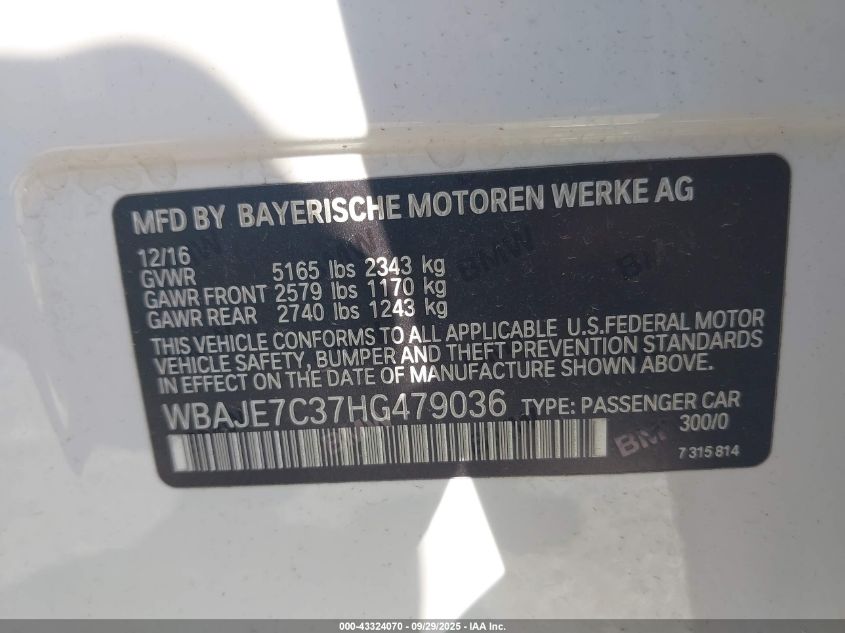 MFD BY BAYERISCHE MOTOREN WERKE AG
12/16
GVWR 5165 lbs 2343 kg
GAWR FRONT 2579 lbs 1170 kg
GAWR REAR 2740 lbs 1243 kg
THIS VEHICLE CONFORMS TO ALL APPLICABLE U.S.FEDERAL MOTOR
VEHICLE SAFETY, BUMPER AND THEFT PREVENTION STANDARDS
IN EFFECT ON THE DATE OF MANUFACTURE SHOWN ABOVE.
WBAJE7C37HG479036 TYPE: PASSENGER CAR
300/0
BMW
7 315 814
000-43324070 - 09/29/2025 - IAA Inc.